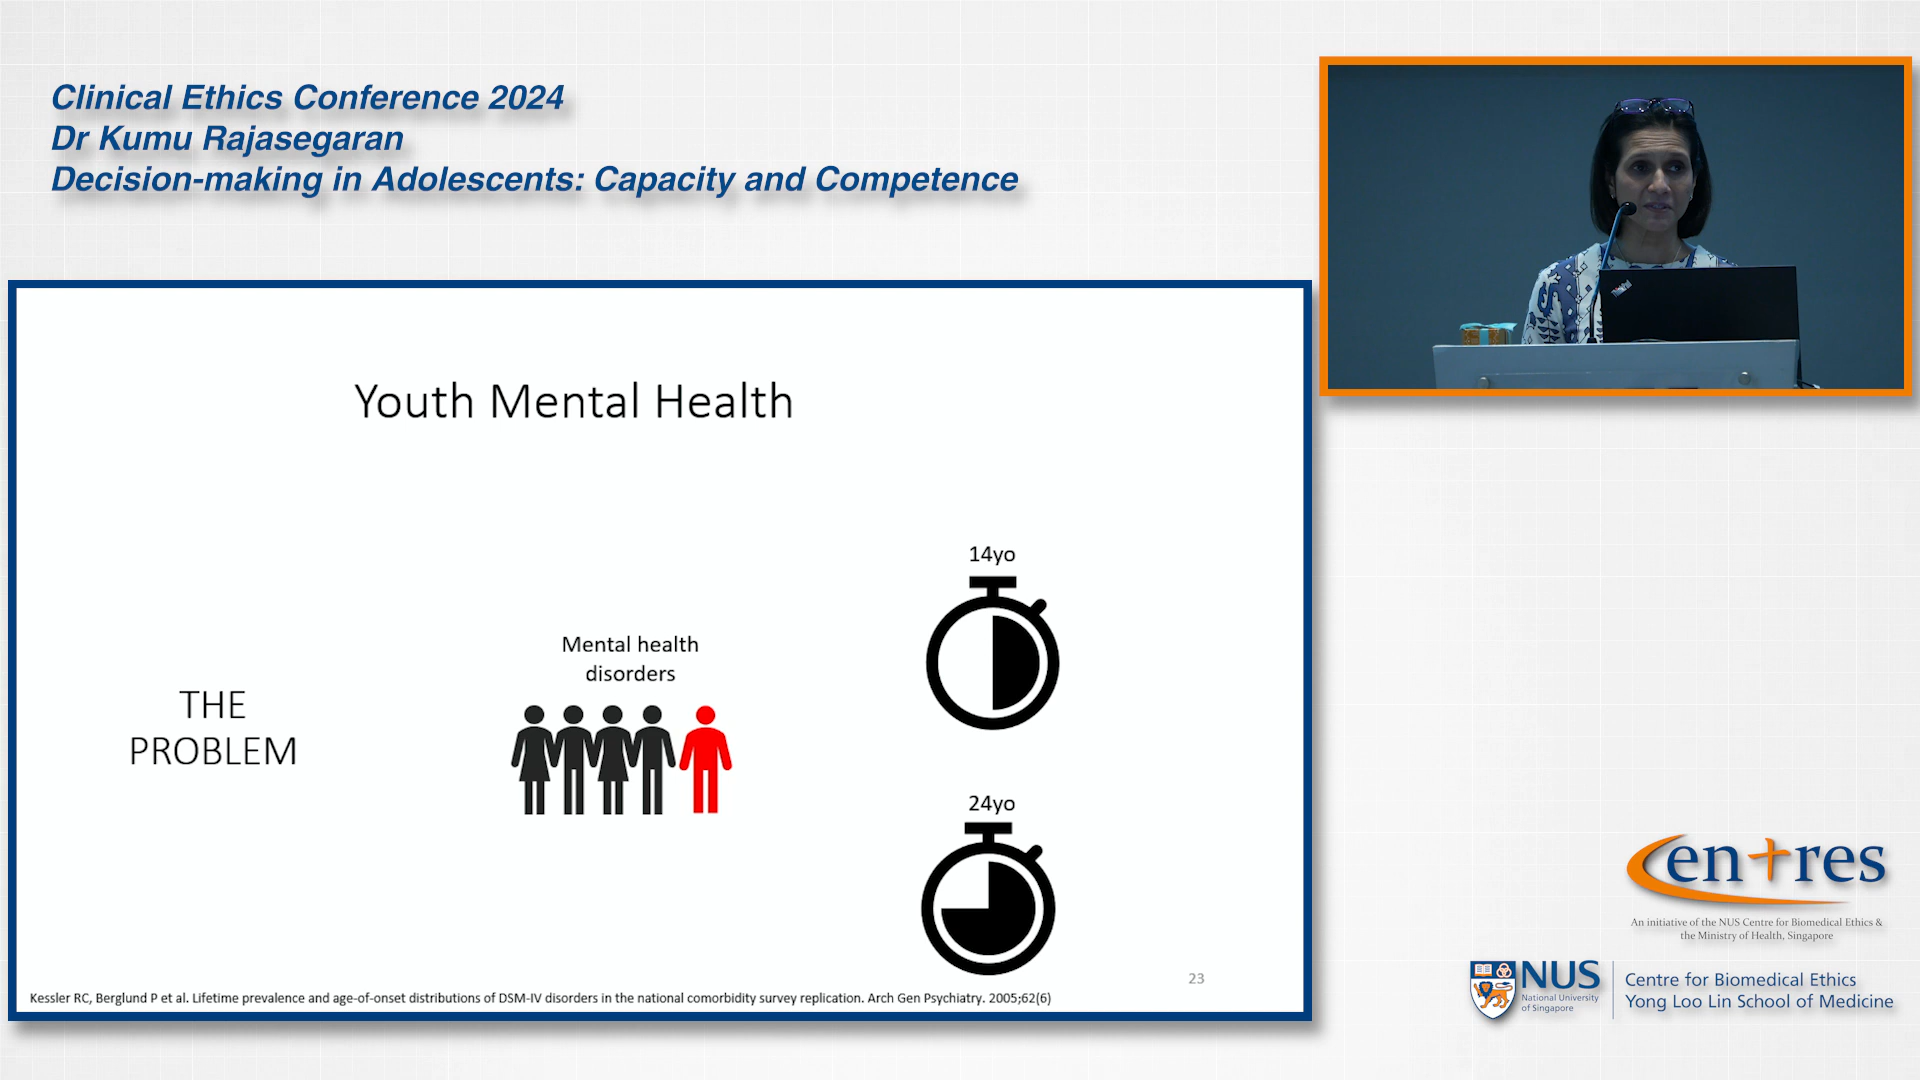 Clinical Ethics Conference 2024
Dr Kumu Rajasegaran
Decision-making in Adolescents: Capacity and Competence
Youth Mental Health
THE
PROBLEM
Mental health
disorders
14yo
24yo
23
Kessler RC, Berglund P et al. Lifetime prevalence and age-of-onset distributions of DSM-IV disorders in the national comorbidity survey replication. Arch Gen Psychiatry. 2005;62(6)
ThinkPad
Centres
An initiative of the NUS Centre for Biomedical Ethics &
the Ministry of Health, Singapore
NUS
National University
of Singapore
Centre for Biomedical Ethics
Yong Loo Lin School of Medicine